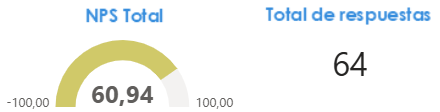 NPS Total
Total de respuestas
64
60,94
-100,00
100,00